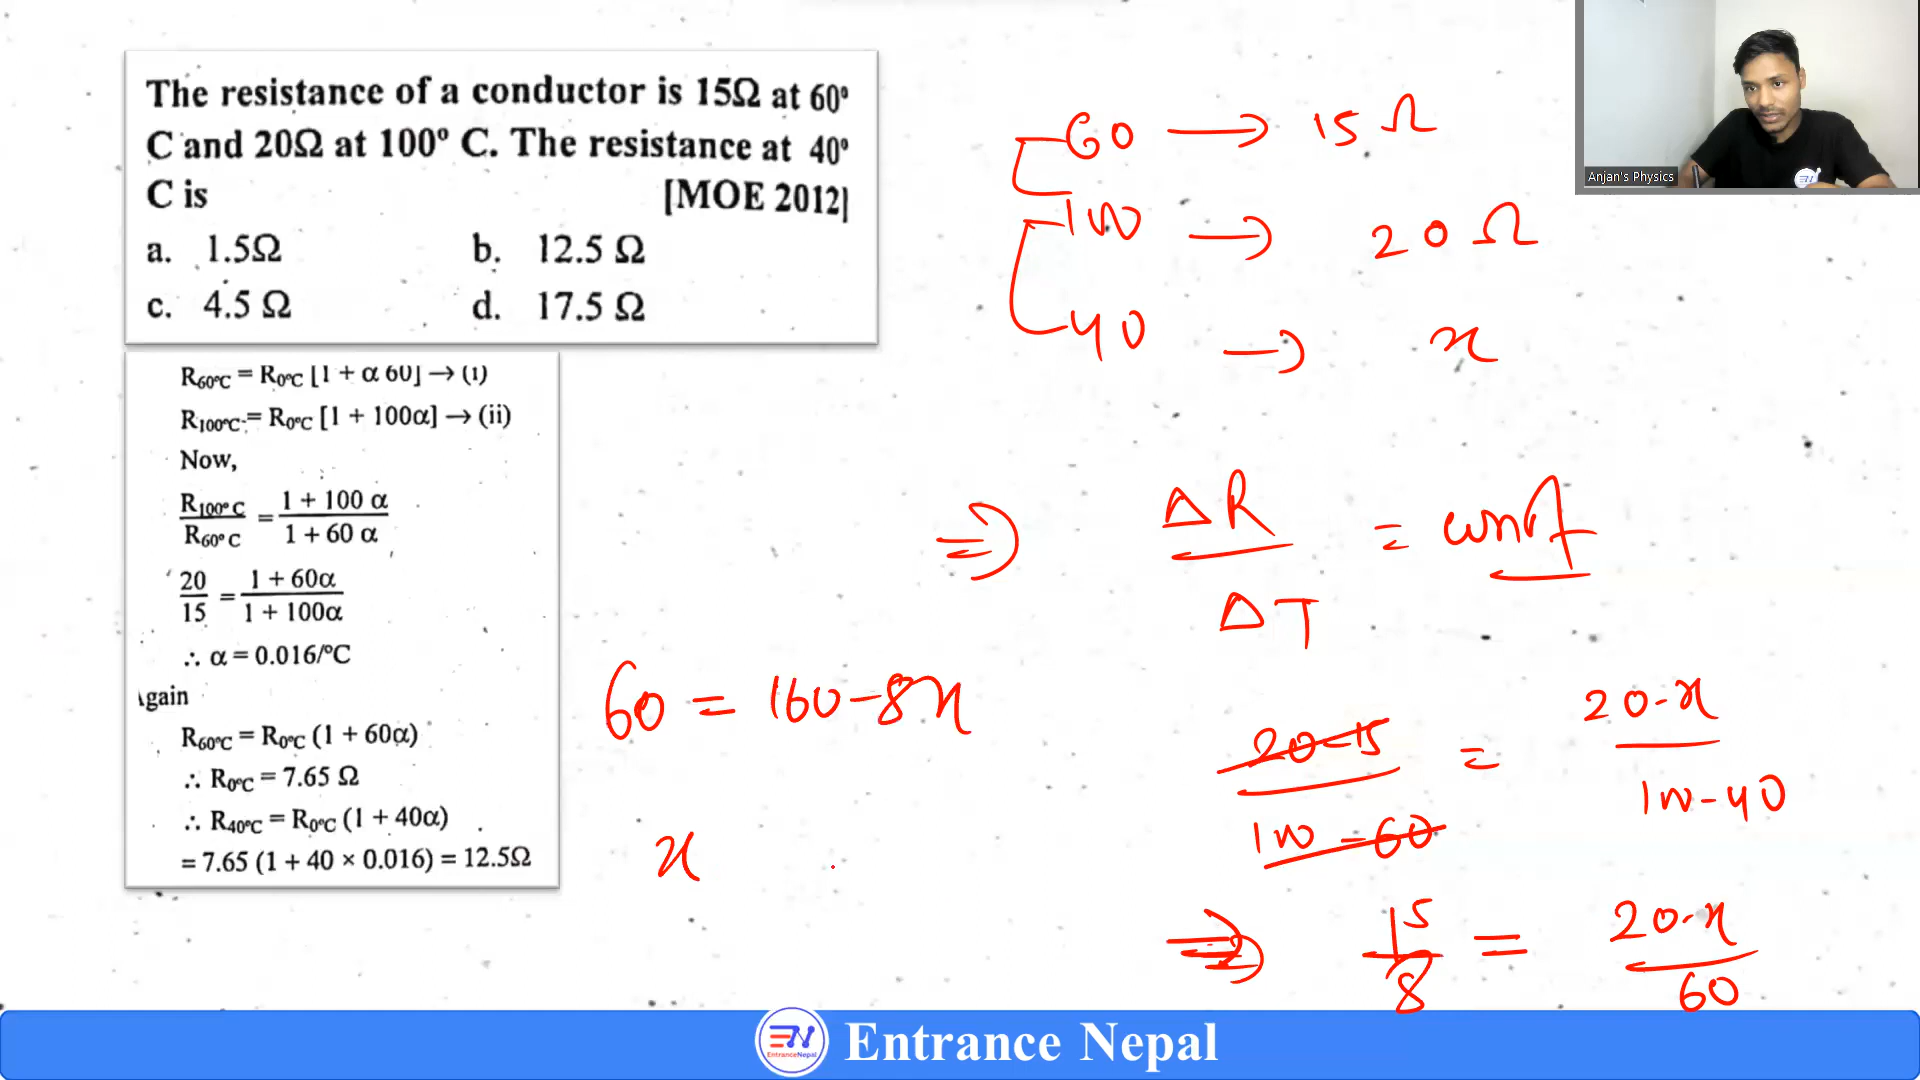 The resistance of a conductor is 15Ω at 60°
C and 20Ω at 100° C. The resistance at 40°
C is [MOE 2012]
a. 1.5Ω b. 12.5 Ω
c. 4.5 Ω d. 17.5 Ω
R60°C = R0°C [1 + α 60] → (i)
R100°C = R0°C [1 + 100α] → (ii)
Now,
R100°C / R60°C = 1 + 100 α / 1 + 60 α
20/15 = 1 + 60α / 1 + 100α
∴ α = 0.016/°C
Again
R60°C = R0°C (1 + 60α)
∴ R0°C = 7.65 Ω
∴ R40°C = R0°C (1 + 40α)
= 7.65 (1 + 40 × 0.016) = 12.5Ω
60 → 15 Ω
100 → 20 Ω
40 → x
⇒ ΔR / ΔT = const
20-15 / 100-60 = 20-x / 100-40
⇒ 15/8 = 20-x / 60
60 = 160-8x
x
Anjan's Physics
EN
EntranceNepal
Entrance Nepal